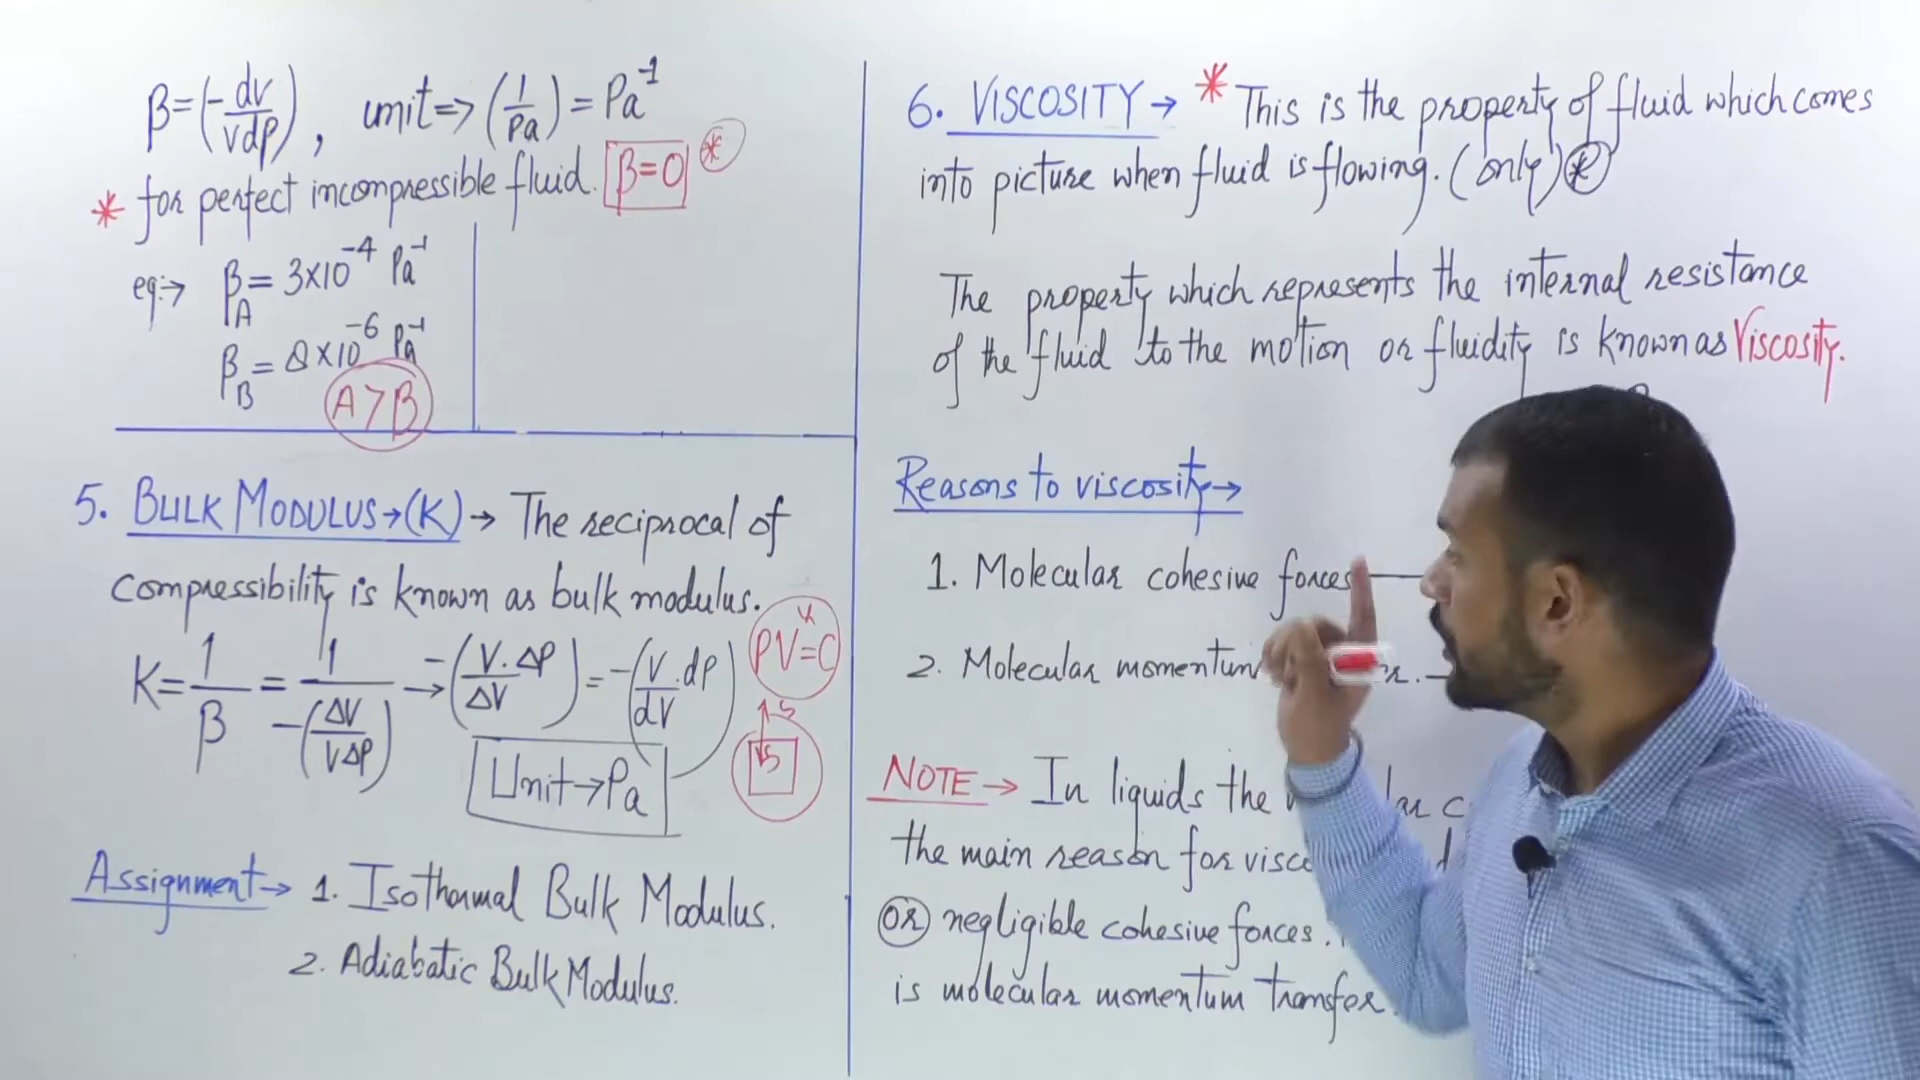 β=(-dv/vdp), unit=>(1/Pa)=Pa⁻¹
* for perfect incompressible fluid. β=0 *
eg:→ β_A=3×10⁻⁴ Pa⁻¹
β_B=8×10⁻⁶ Pa⁻¹
A>B
5. BULK MODULUS→(K)→ The reciprocal of
compressibility is known as bulk modulus.
K=1/β=1/-(ΔV/VΔP)→-(V.ΔP/ΔV)=-(V.dP/dV)
PVˣ=C
Unit→Pa
Assignment→ 1. Isothermal Bulk Modulus.
2. Adiabatic Bulk Modulus.
6. VISCOSITY→ * This is the property of fluid which comes
into picture when fluid is flowing. (only) *
The property which represents the internal resistance
of the fluid to the motion or fluidity is known as Viscosity.
Reasons to viscosity→
1. Molecular cohesive forces
2. Molecular momentum
NOTE→ In liquids the
the main reason for
OR negligible cohesive forces.
is molecular momentum transfer.